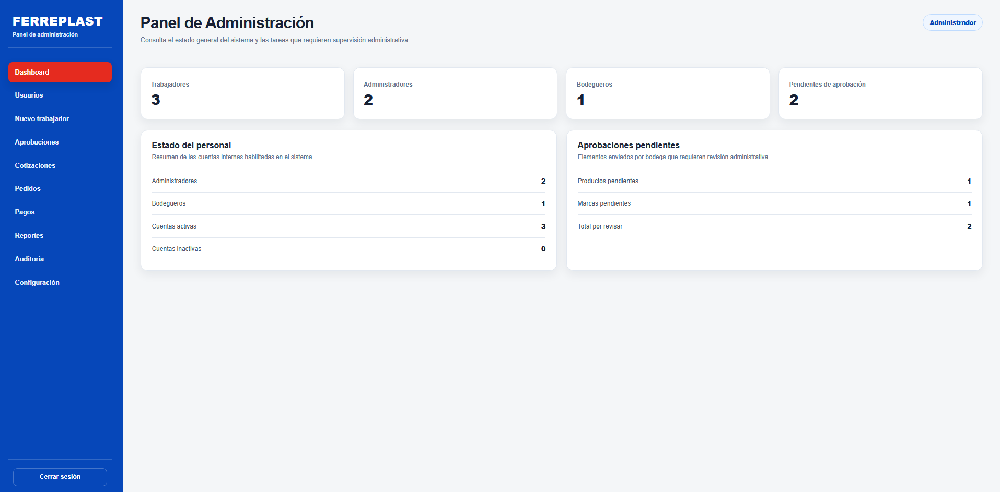 FERREPLAST
Panel de administración
Dashboard
Usuarios
Nuevo trabajador
Aprobaciones
Cotizaciones
Pedidos
Pagos
Reportes
Auditoría
Configuración
Cerrar sesión
Panel de Administración
Consulta el estado general del sistema y las tareas que requieren supervisión administrativa.
Administrador
Trabajadores
3
Administradores
2
Bodegueros
1
Pendientes de aprobación
2
Estado del personal
Resumen de las cuentas internas habilitadas en el sistema.
Administradores 2
Bodegueros 1
Cuentas activas 3
Cuentas inactivas 0
Aprobaciones pendientes
Elementos enviados por bodega que requieren revisión administrativa.
Productos pendientes 1
Marcas pendientes 1
Total por revisar 2